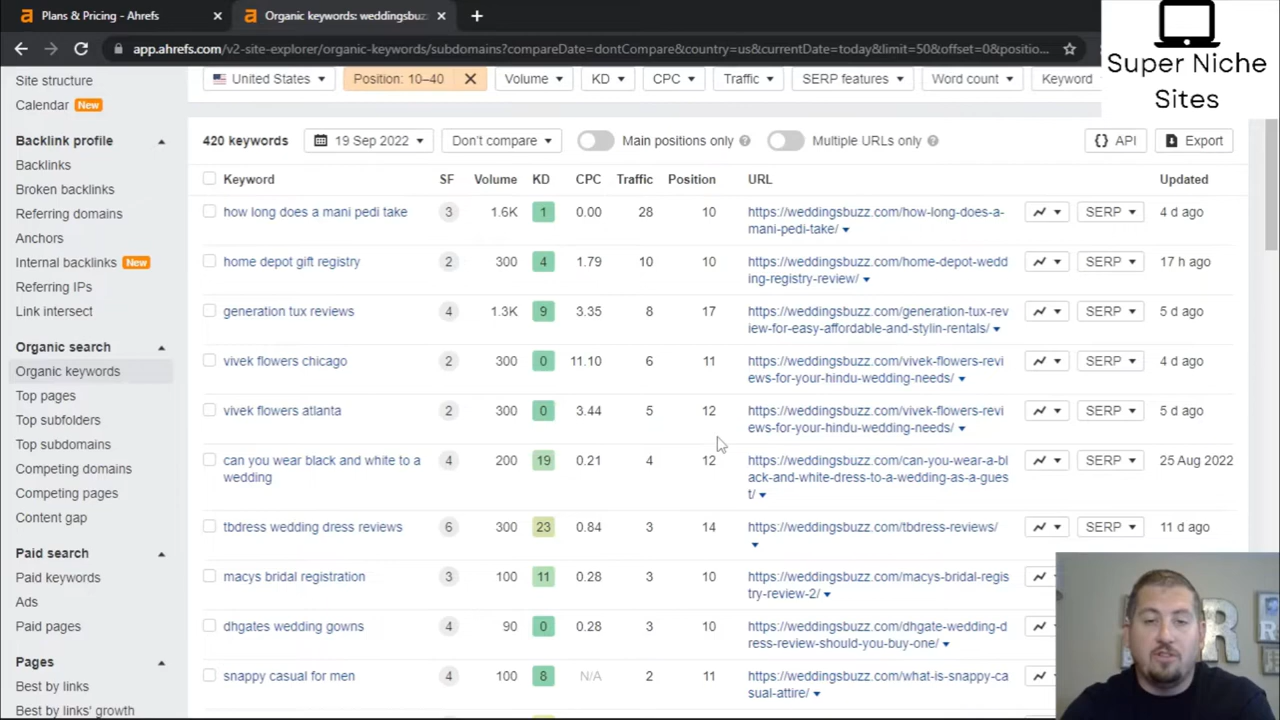 Plans & Pricing - Ahrefs
Organic keywords: weddingsbuz
app.ahrefs.com/v2-site-explorer/organic-keywords/subdomains?compareDate=dontCompare&country=us&currentDate=today&limit=50&offset=0&positio...
Super Niche
Sites
Site structure
Calendar New
Backlink profile
Backlinks
Broken backlinks
Referring domains
Anchors
Internal backlinks New
Referring IPs
Link intersect
Organic search
Organic keywords
Top pages
Top subfolders
Top subdomains
Competing domains
Competing pages
Content gap
Paid search
Paid keywords
Ads
Paid pages
Pages
Best by links
Best by links' growth
United States Position: 10–40 Volume KD CPC Traffic SERP features Word count Keyword
420 keywords 19 Sep 2022 Don't compare Main positions only Multiple URLs only API Export
Keyword SF Volume KD CPC Traffic Position URL Updated
how long does a mani pedi take 3 1.6K 1 0.00 28 10 https://weddingsbuzz.com/how-long-does-a- SERP 4 d ago
mani-pedi-take/
home depot gift registry 2 300 4 1.79 10 10 https://weddingsbuzz.com/home-depot-wedd SERP 17 h ago
ing-registry-review/
generation tux reviews 4 1.3K 9 3.35 8 17 https://weddingsbuzz.com/generation-tux-rev SERP 5 d ago
iew-for-easy-affordable-and-stylin-rentals/
vivek flowers chicago 2 300 0 11.10 6 11 https://weddingsbuzz.com/vivek-flowers-revi SERP 4 d ago
ews-for-your-hindu-wedding-needs/
vivek flowers atlanta 2 300 0 3.44 5 12 https://weddingsbuzz.com/vivek-flowers-revi SERP 5 d ago
ews-for-your-hindu-wedding-needs/
can you wear black and white to a 4 200 19 0.21 4 12 https://weddingsbuzz.com/can-you-wear-a-bl SERP 25 Aug 2022
wedding ack-and-white-dress-to-a-wedding-as-a-gues
t/
tbdress wedding dress reviews 6 300 23 0.84 3 14 https://weddingsbuzz.com/tbdress-reviews/ SERP 11 d ago
macys bridal registration 3 100 11 0.28 3 10 https://weddingsbuzz.com/macys-bridal-regis
try-review-2/
dhgates wedding gowns 4 90 0 0.28 3 10 https://weddingsbuzz.com/dhgate-wedding-d
ress-review-should-you-buy-one/
snappy casual for men 4 100 8 N/A 2 11 https://weddingsbuzz.com/what-is-snappy-ca
sual-attire/
R